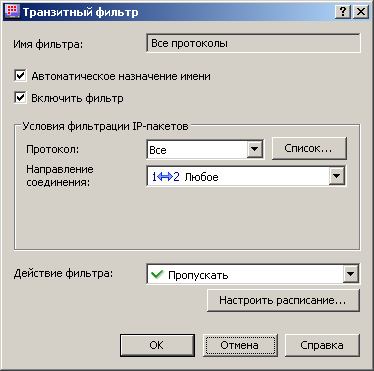 Транзитный фильтр
Имя фильтра: Все протоколы
Автоматическое назначение имени
Включить фильтр
Условия фильтрации IP-пакетов
Протокол: Все Список...
Направление соединения: 1⇔2 Любое
Действие фильтра: Пропускать
Настроить расписание...
OK Отмена Справка